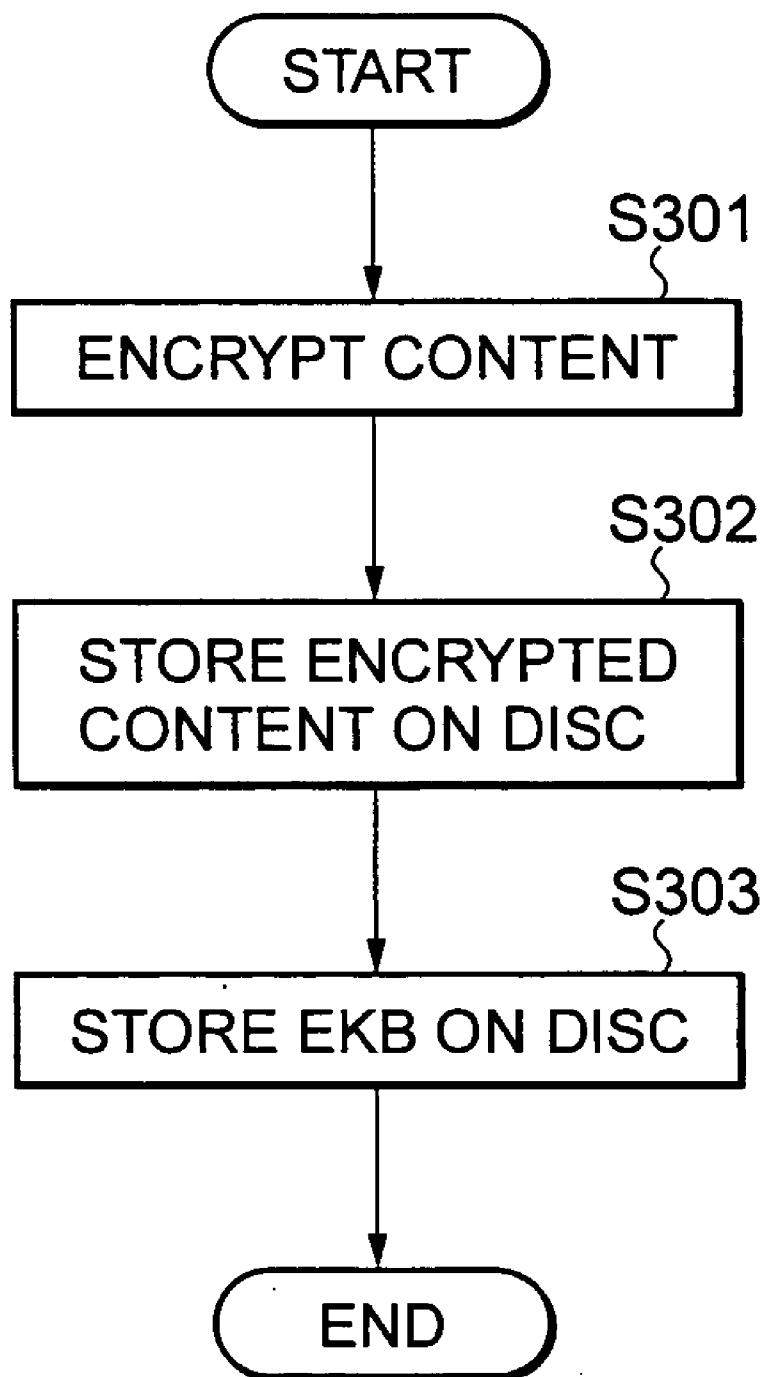 START
S301
ENCRYPT CONTENT
S302
STORE ENCRYPTED
CONTENT ON DISC
S303
STORE EKB ON DISC
END